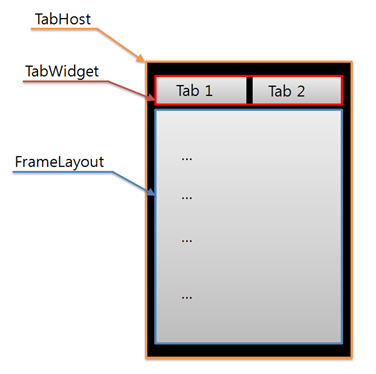 TabHost
TabWidget
Tab 1 Tab 2
FrameLayout
...
...
...
...